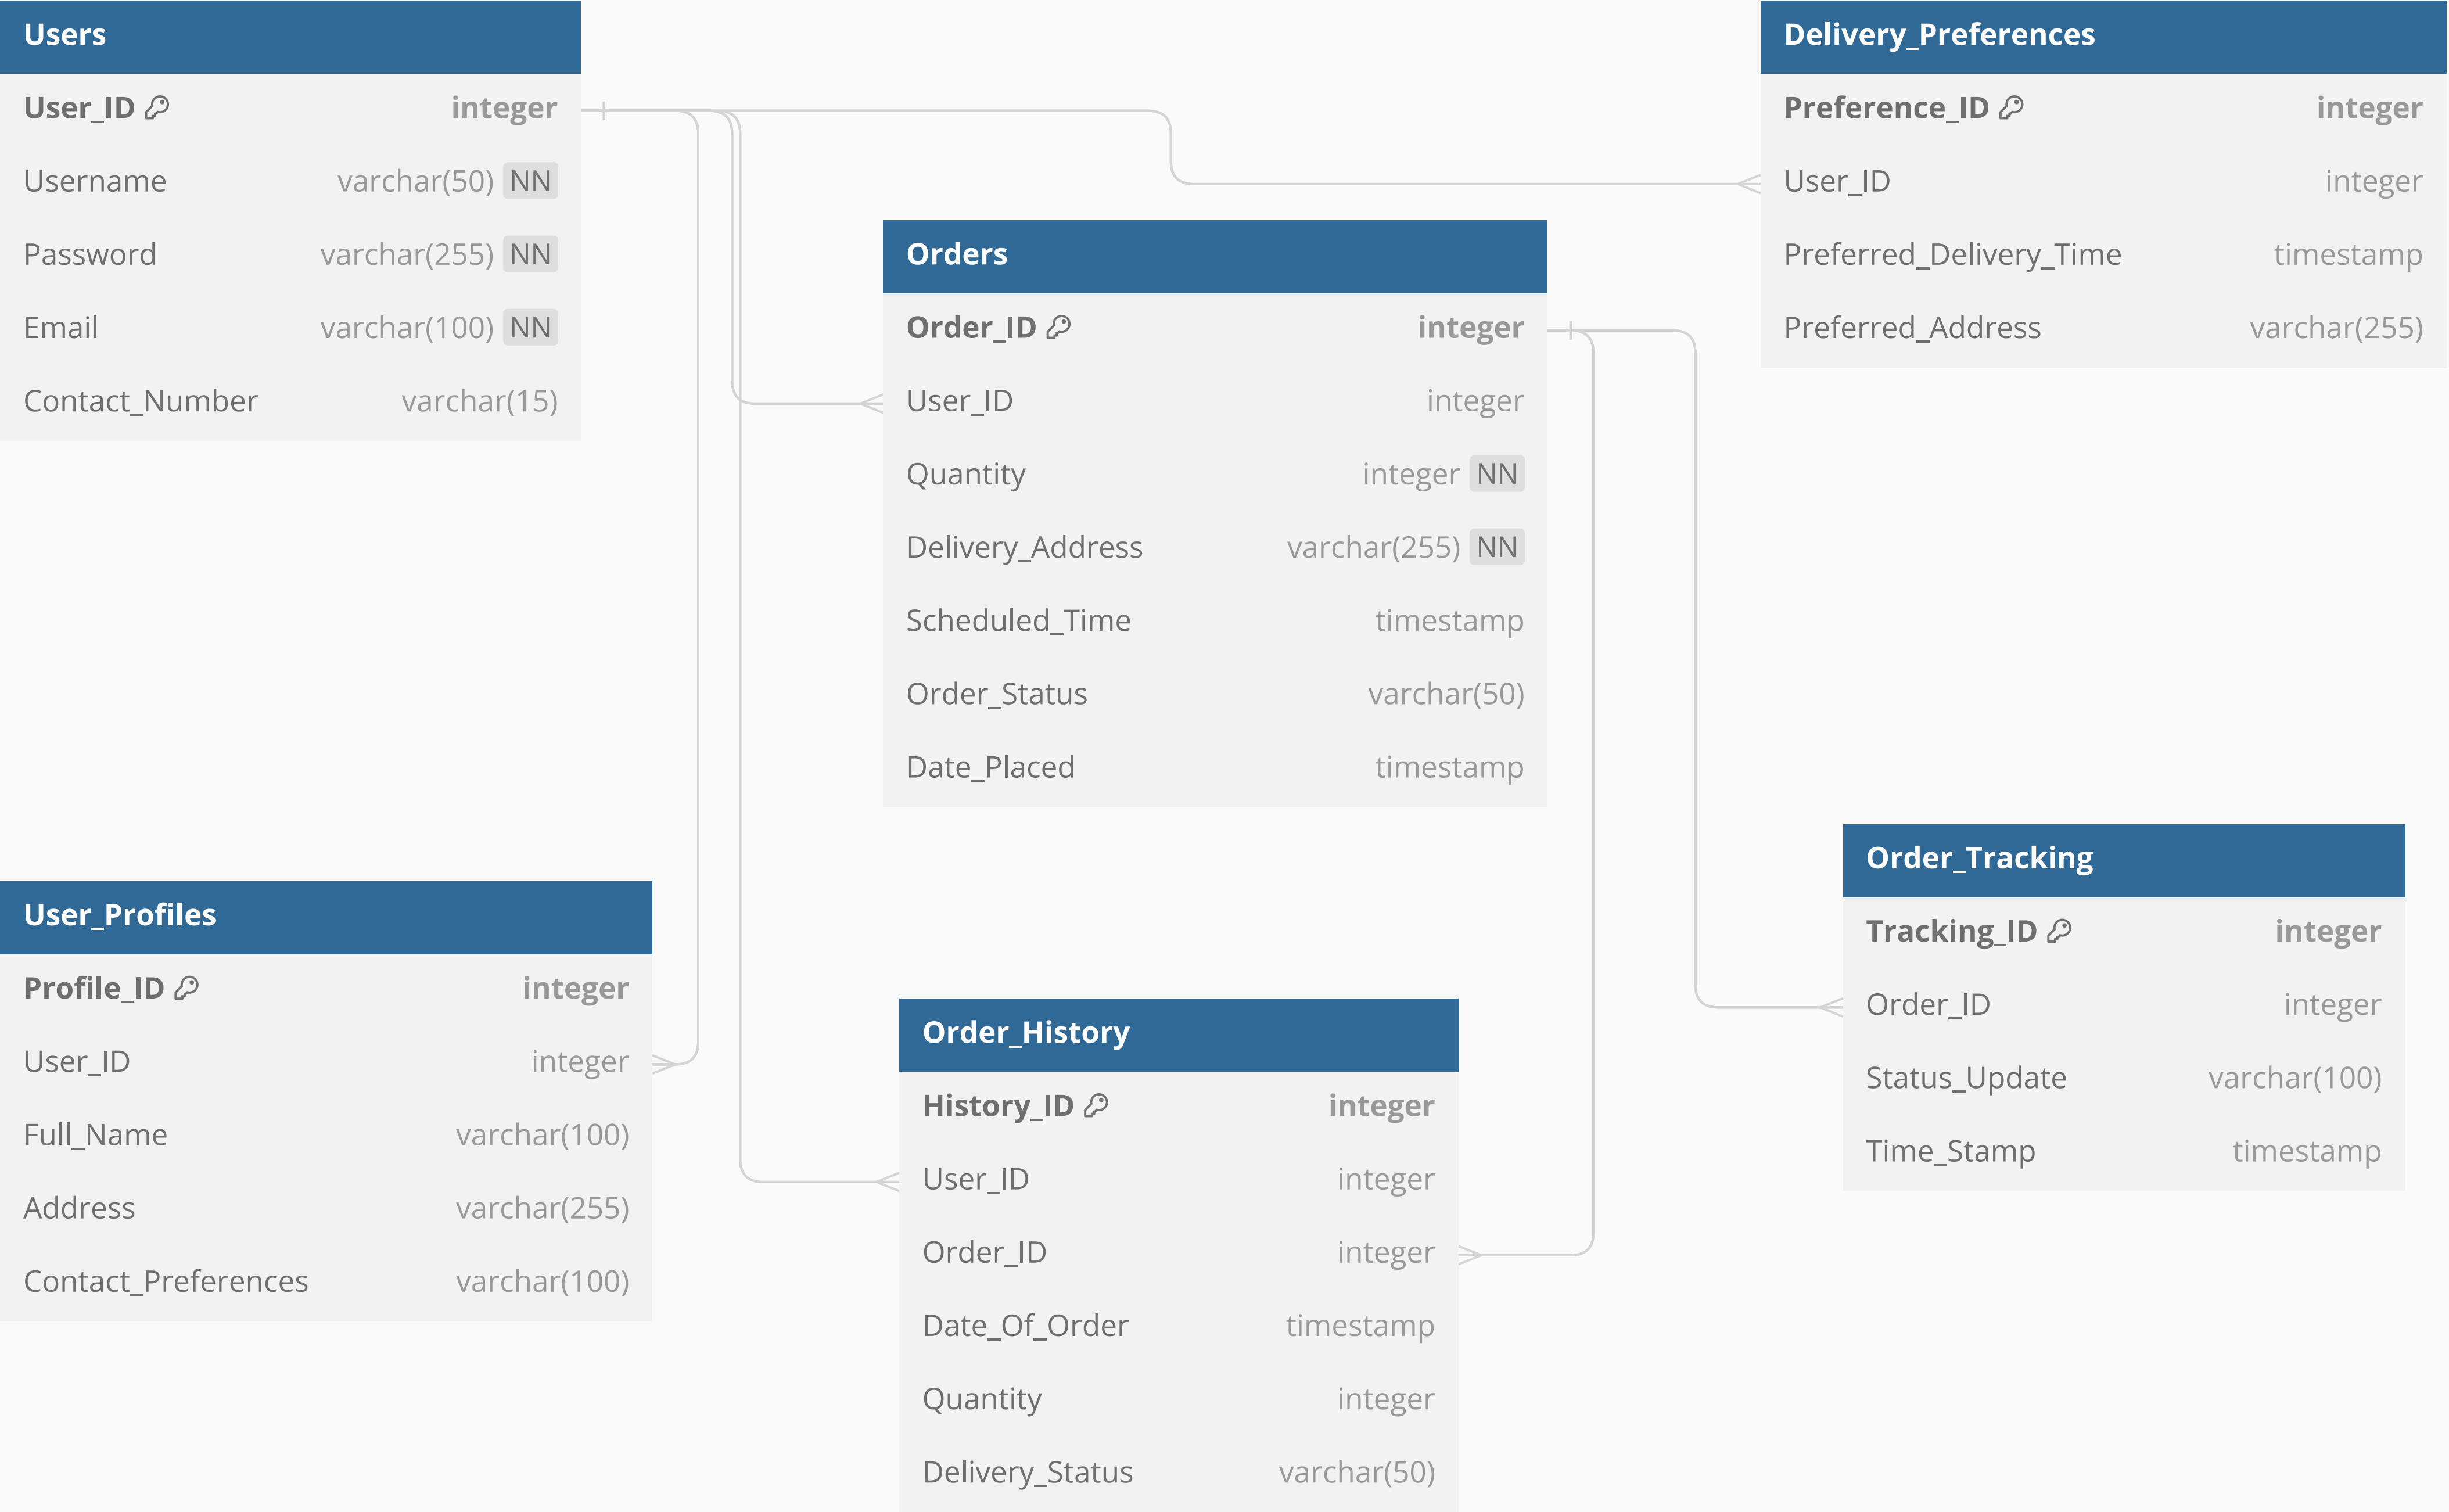 Users
User_ID integer
Username varchar(50) NN
Password varchar(255) NN
Email varchar(100) NN
Contact_Number varchar(15)
Delivery_Preferences
Preference_ID integer
User_ID integer
Preferred_Delivery_Time timestamp
Preferred_Address varchar(255)
Orders
Order_ID integer
User_ID integer
Quantity integer NN
Delivery_Address varchar(255) NN
Scheduled_Time timestamp
Order_Status varchar(50)
Date_Placed timestamp
User_Profiles
Profile_ID integer
User_ID integer
Full_Name varchar(100)
Address varchar(255)
Contact_Preferences varchar(100)
Order_History
History_ID integer
User_ID integer
Order_ID integer
Date_Of_Order timestamp
Quantity integer
Delivery_Status varchar(50)
Order_Tracking
Tracking_ID integer
Order_ID integer
Status_Update varchar(100)
Time_Stamp timestamp